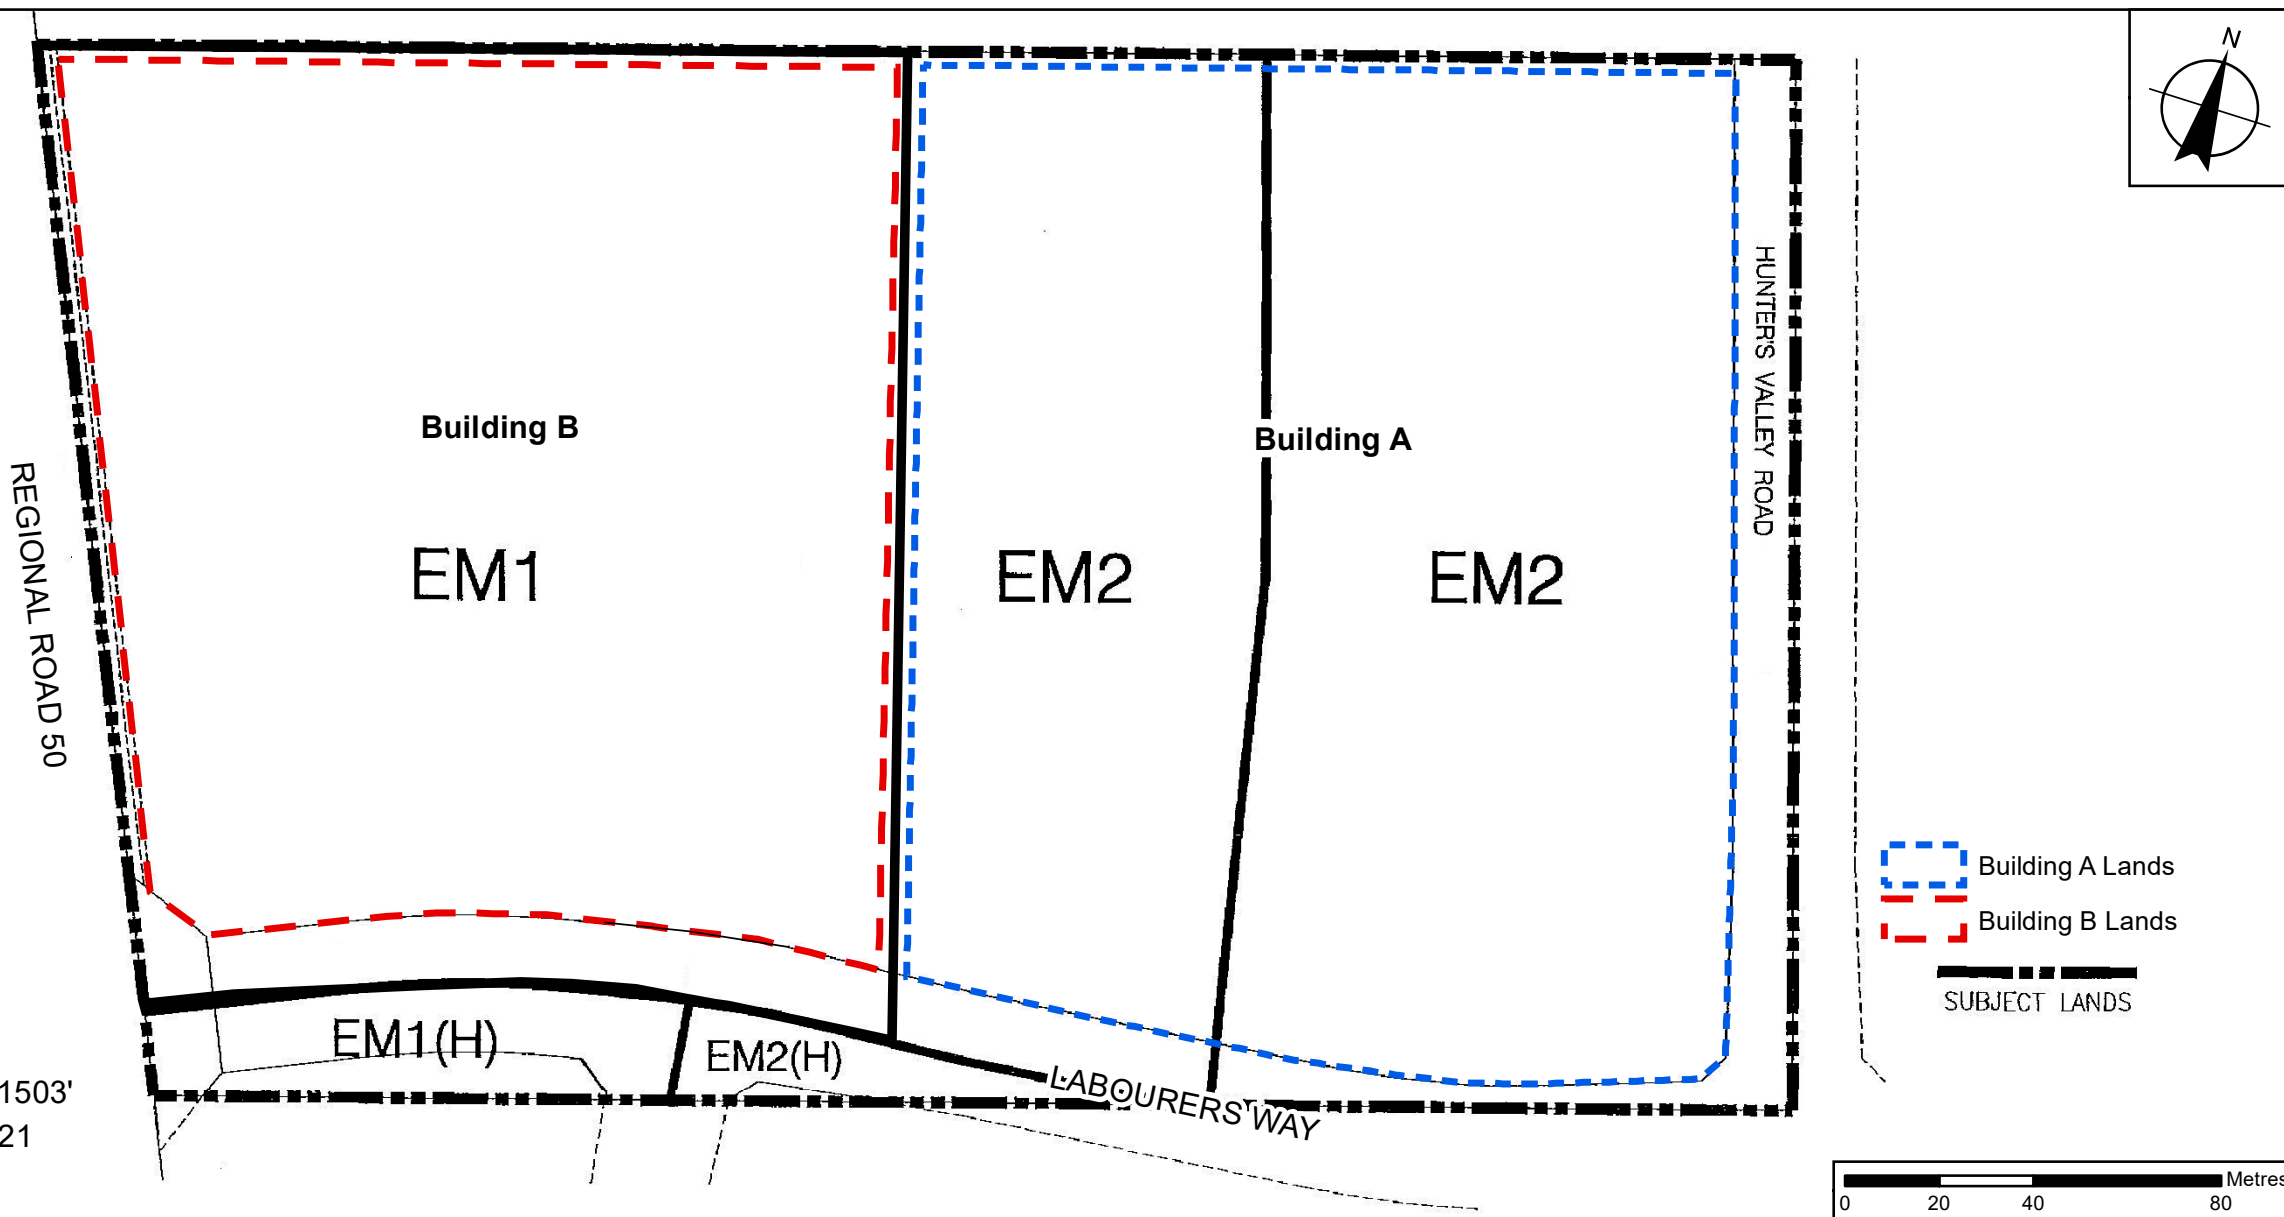 N
HUNTER'S VALLEY ROAD
Building B
Building A
REGIONAL ROAD 50
EM1
EM2
EM2
Building A Lands
Building B Lands
SUBJECT LANDS
EM1(H)
EM2(H)
LABOURERS WAY
1503'
21
Metres
0 20 40 80